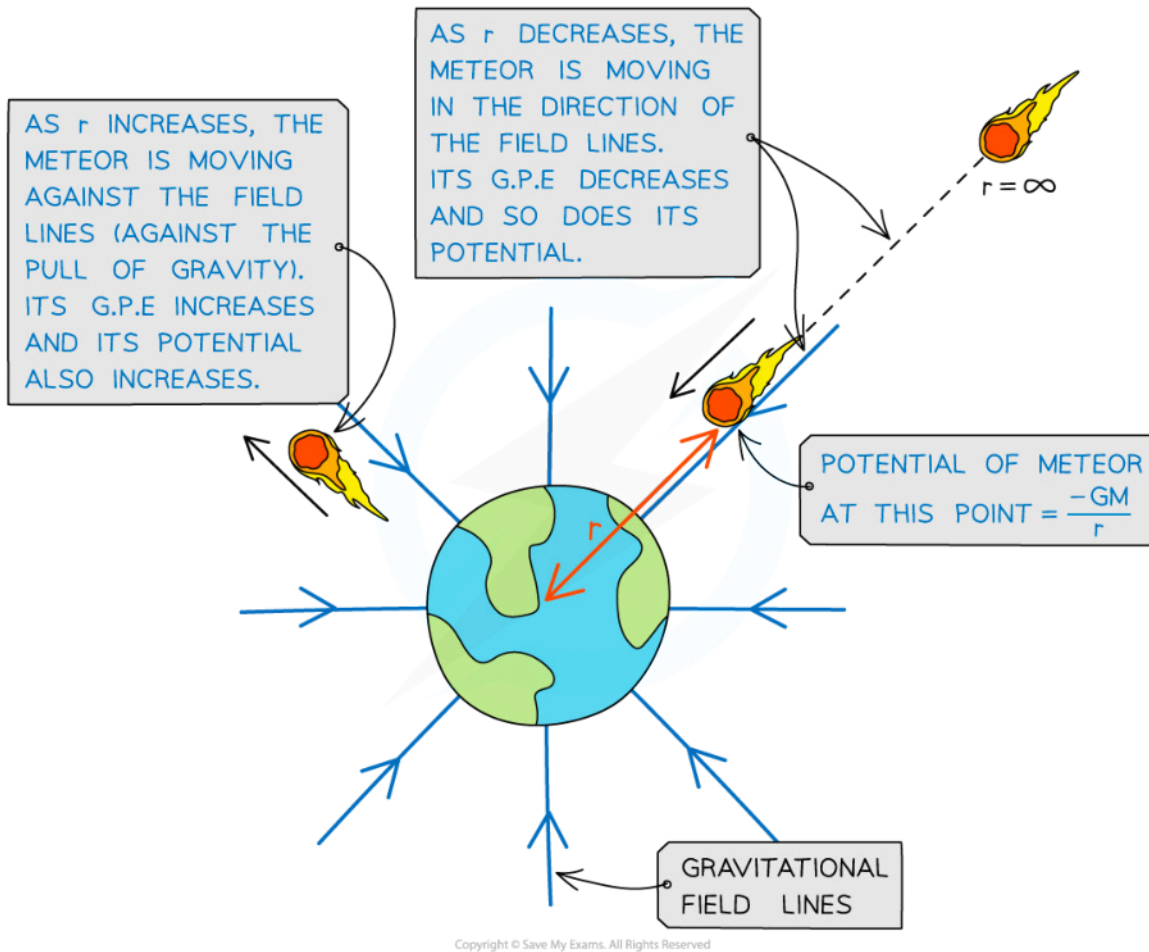 AS r INCREASES, THE
METEOR IS MOVING
AGAINST THE FIELD
LINES (AGAINST THE
PULL OF GRAVITY).
ITS G.P.E INCREASES
AND ITS POTENTIAL
ALSO INCREASES.
AS r DECREASES, THE
METEOR IS MOVING
IN THE DIRECTION OF
THE FIELD LINES.
ITS G.P.E DECREASES
AND SO DOES ITS
POTENTIAL.
r = ∞
POTENTIAL OF METEOR
AT THIS POINT = -GM/r
r
GRAVITATIONAL
FIELD LINES
Copyright © Save My Exams. All Rights Reserved